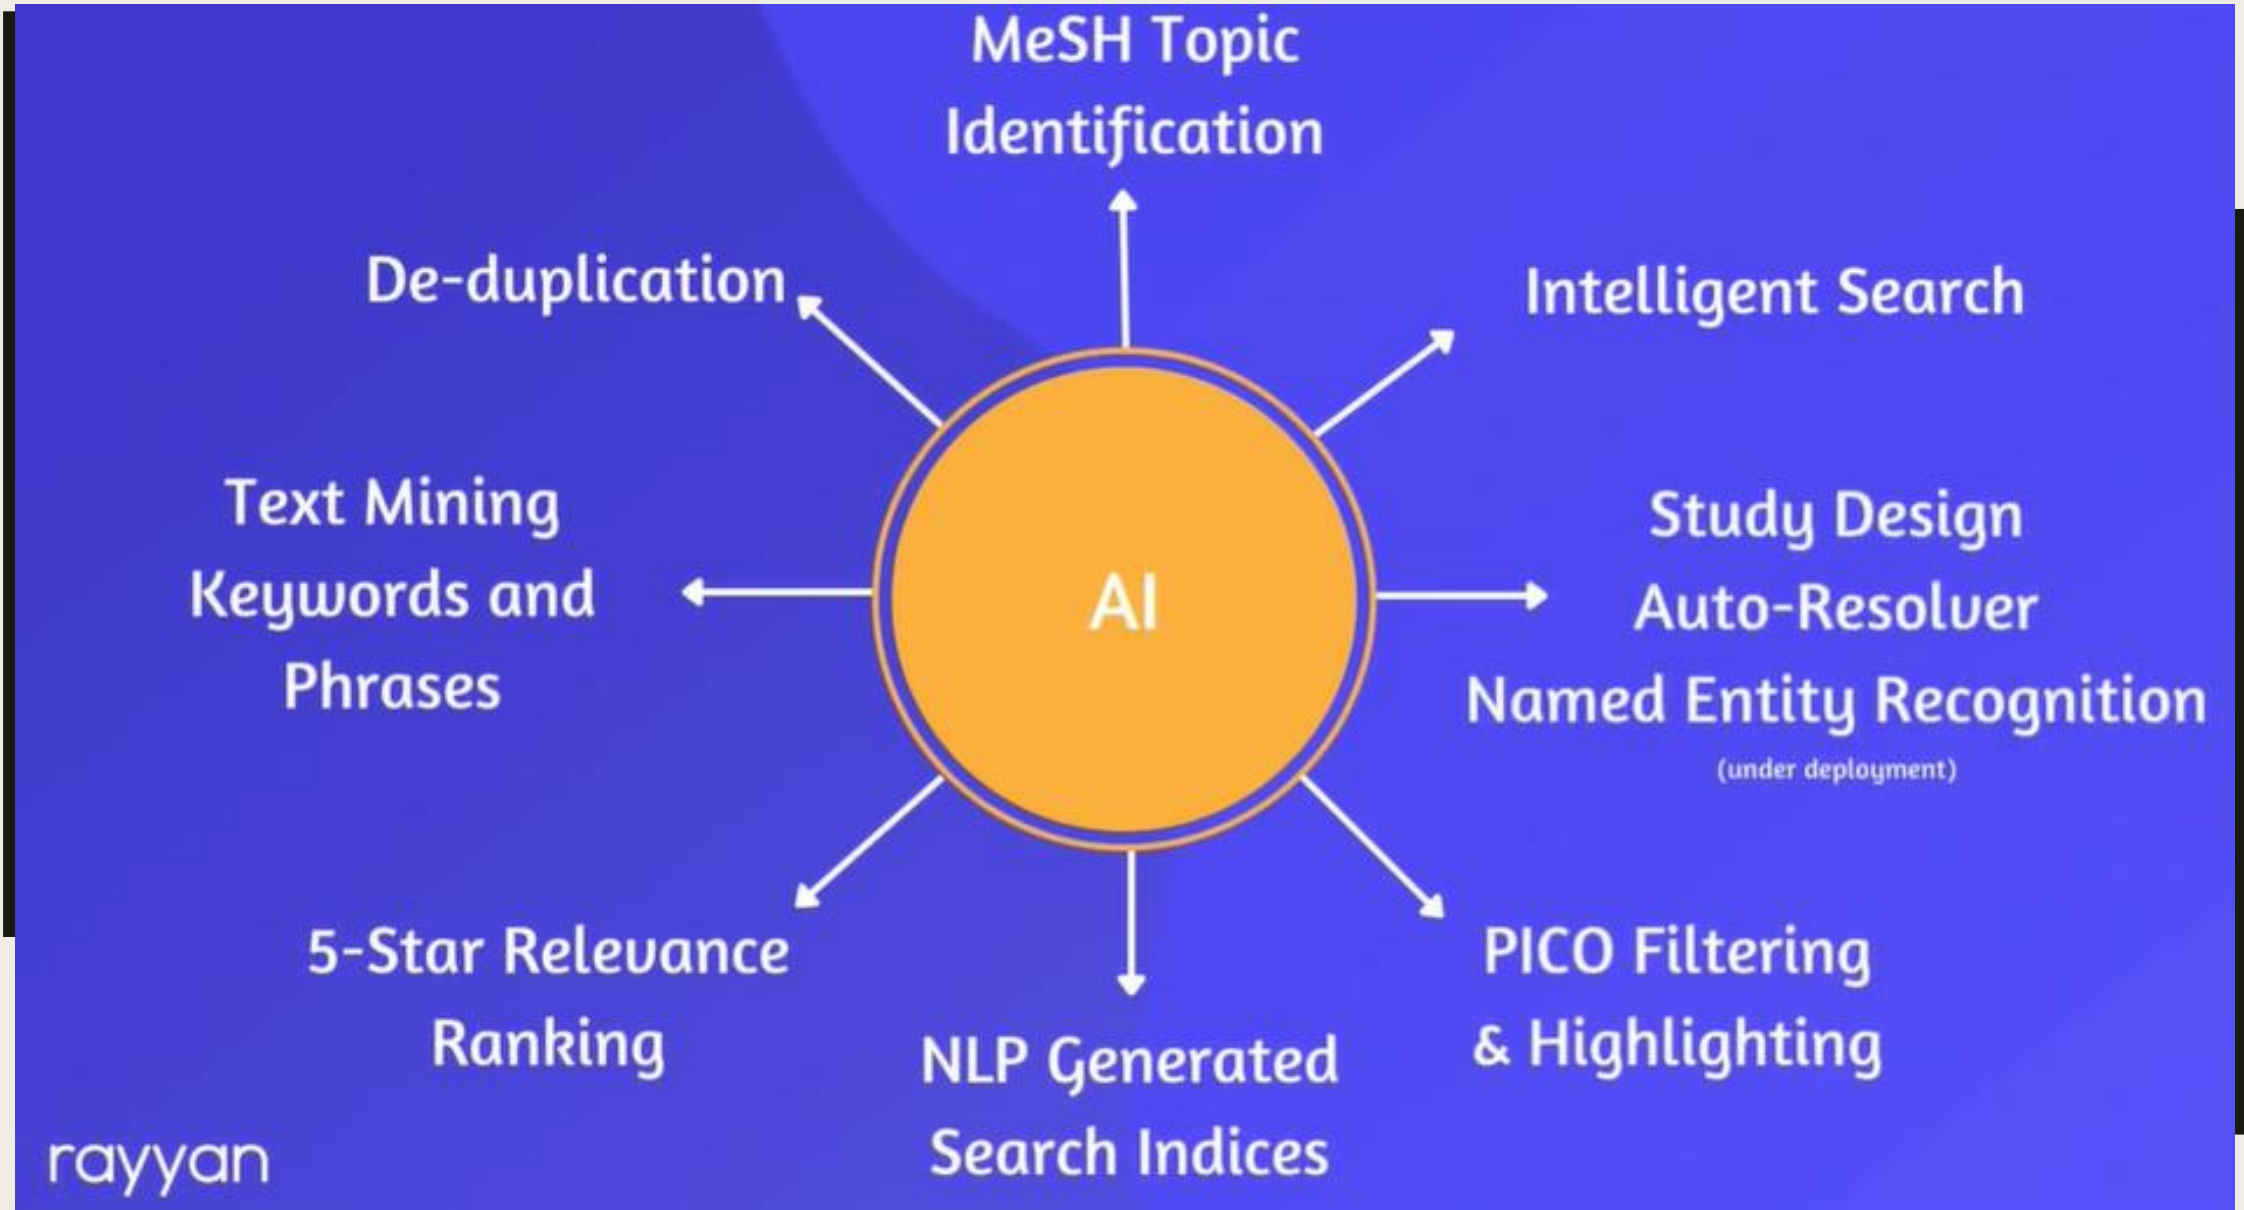 MeSH Topic
Identification
De-duplication
Intelligent Search
Text Mining
Keywords and
Phrases
AI
Study Design
Auto-Resolver
Named Entity Recognition
(under deployment)
5-Star Relevance
Ranking
NLP Generated
Search Indices
PICO Filtering
& Highlighting
rayyan